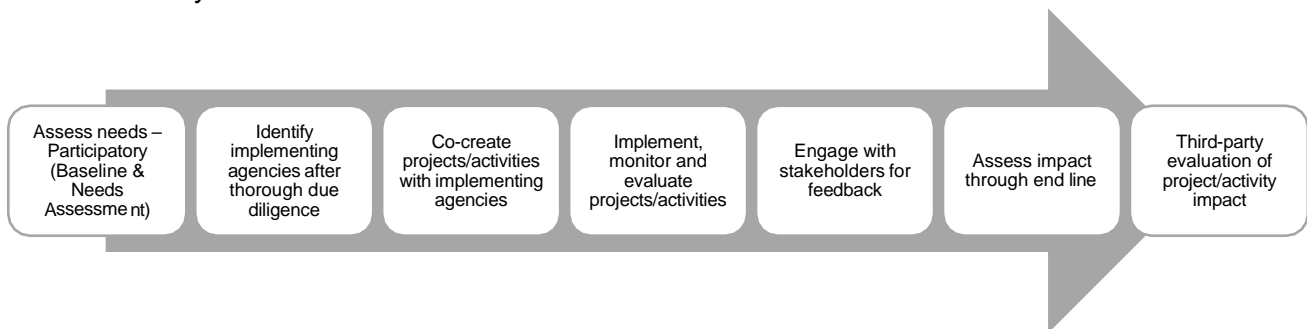 Assess needs –
Participatory
(Baseline &
Needs
Assessment)
Identify
implementing
agencies after
thorough due
diligence
Co-create
projects/activities
with implementing
agencies
Implement,
monitor and
evaluate
projects/activities
Engage with
stakeholders for
feedback
Assess impact
through end line
Third-party
evaluation of
project/activity
impact